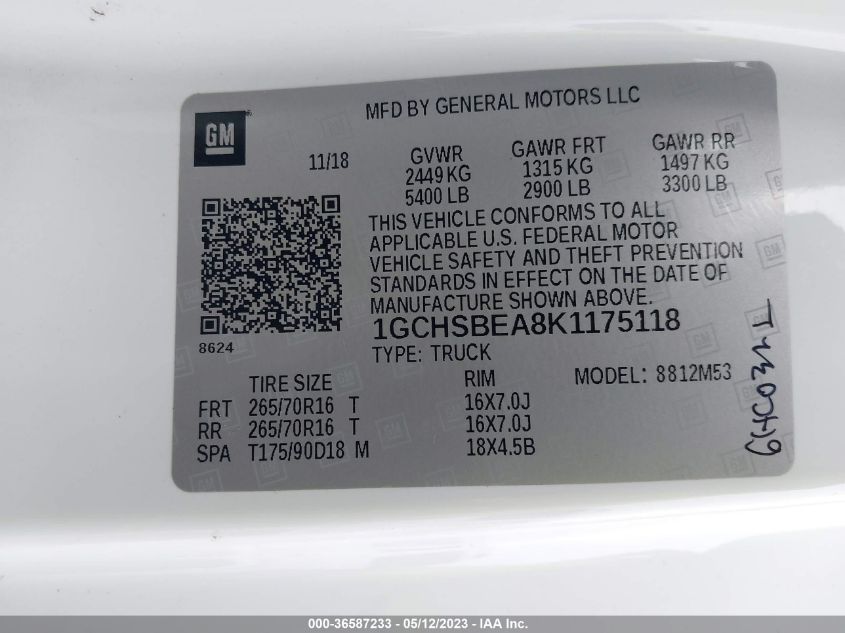 MFD BY GENERAL MOTORS LLC
GM
11/18
GVWR
2449 KG
5400 LB
GAWR FRT
1315 KG
2900 LB
GAWR RR
1497 KG
3300 LB
THIS VEHICLE CONFORMS TO ALL
APPLICABLE U.S. FEDERAL MOTOR
VEHICLE SAFETY AND THEFT PREVENTION
STANDARDS IN EFFECT ON THE DATE OF
MANUFACTURE SHOWN ABOVE.
8624
1GCHSBEA8K1175118
TYPE: TRUCK
MODEL: 8812M53
TIRE SIZE RIM
FRT 265/70R16 T 16X7.0J
RR 265/70R16 T 16X7.0J
SPA T175/90D18 M 18X4.5B
000-36587233 - 05/12/2023 - IAA Inc.